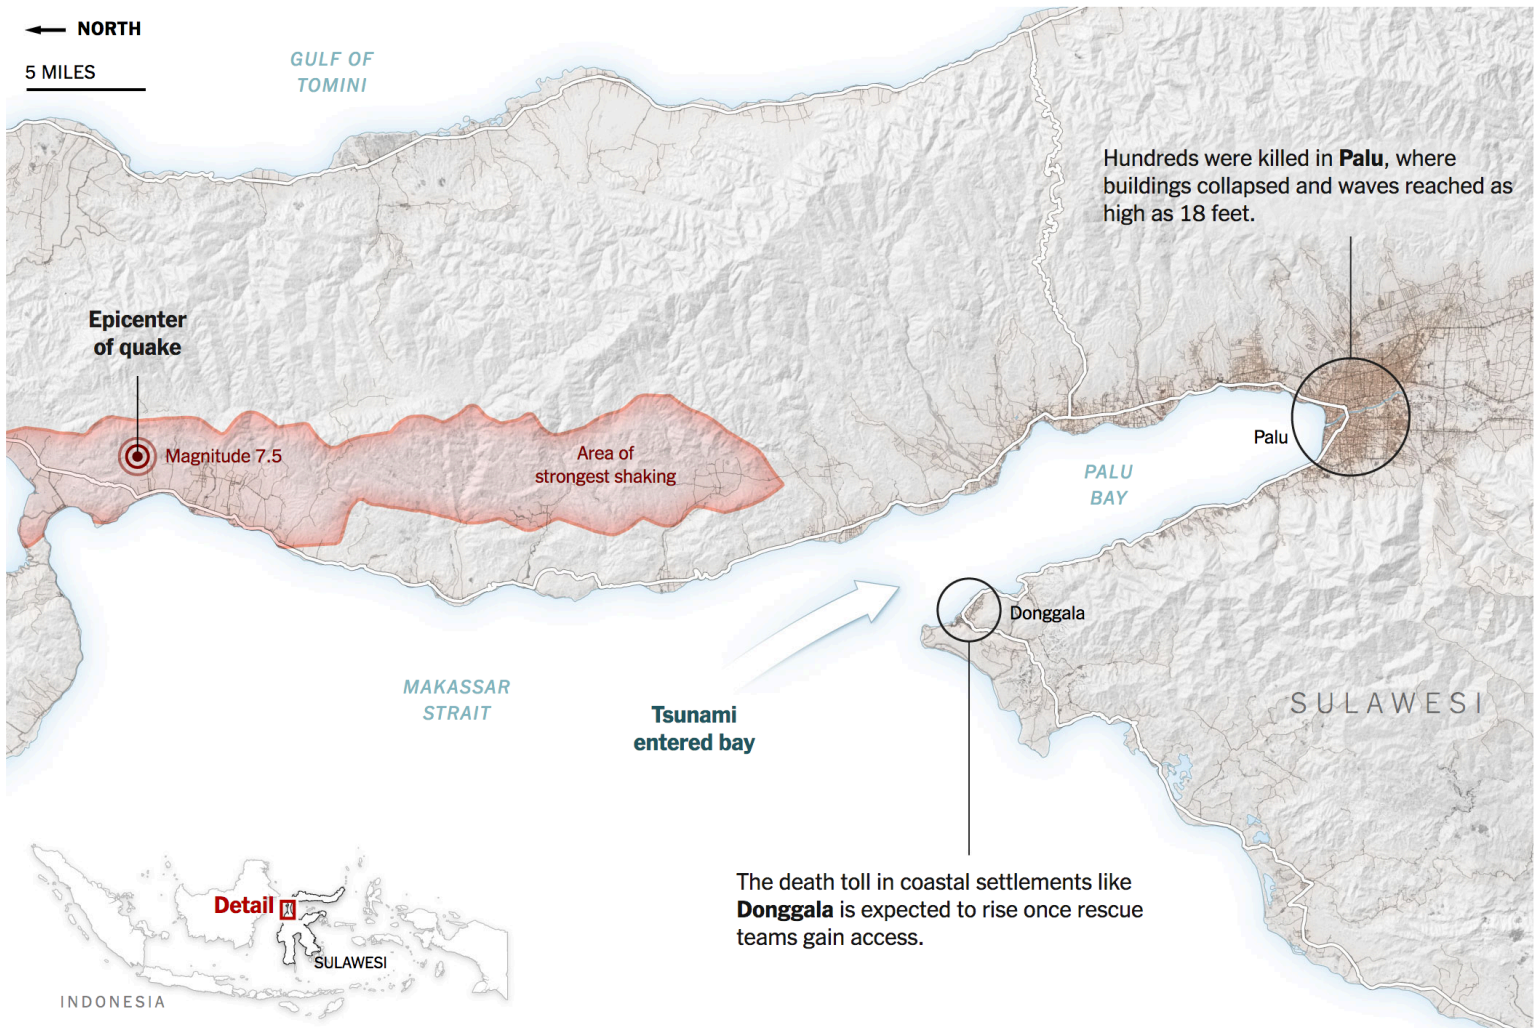 NORTH
5 MILES
GULF OF
TOMINI
Hundreds were killed in Palu, where
buildings collapsed and waves reached as
high as 18 feet.
Epicenter
of quake
Magnitude 7.5
Area of
strongest shaking
Palu
PALU
BAY
Donggala
MAKASSAR
STRAIT
Tsunami
entered bay
SULAWESI
The death toll in coastal settlements like
Donggala is expected to rise once rescue
teams gain access.
Detail
SULAWESI
INDONESIA